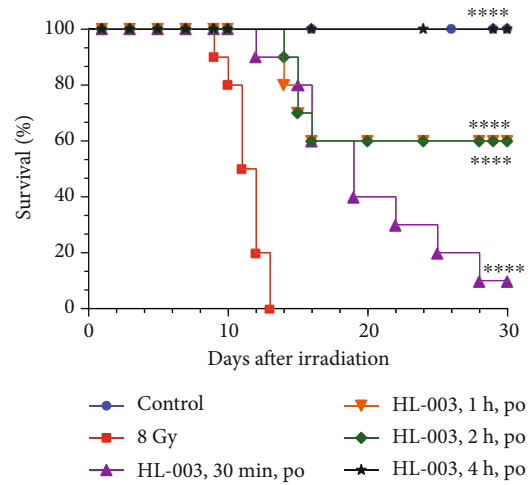 ****
100
80
****
60
****
40
20
****
0
0
10
20
30
Survival (%)
Days after irradiation
Control
8 Gy
HL-003, 30 min, po
HL-003, 1 h, po
HL-003, 2 h, po
HL-003, 4 h, po